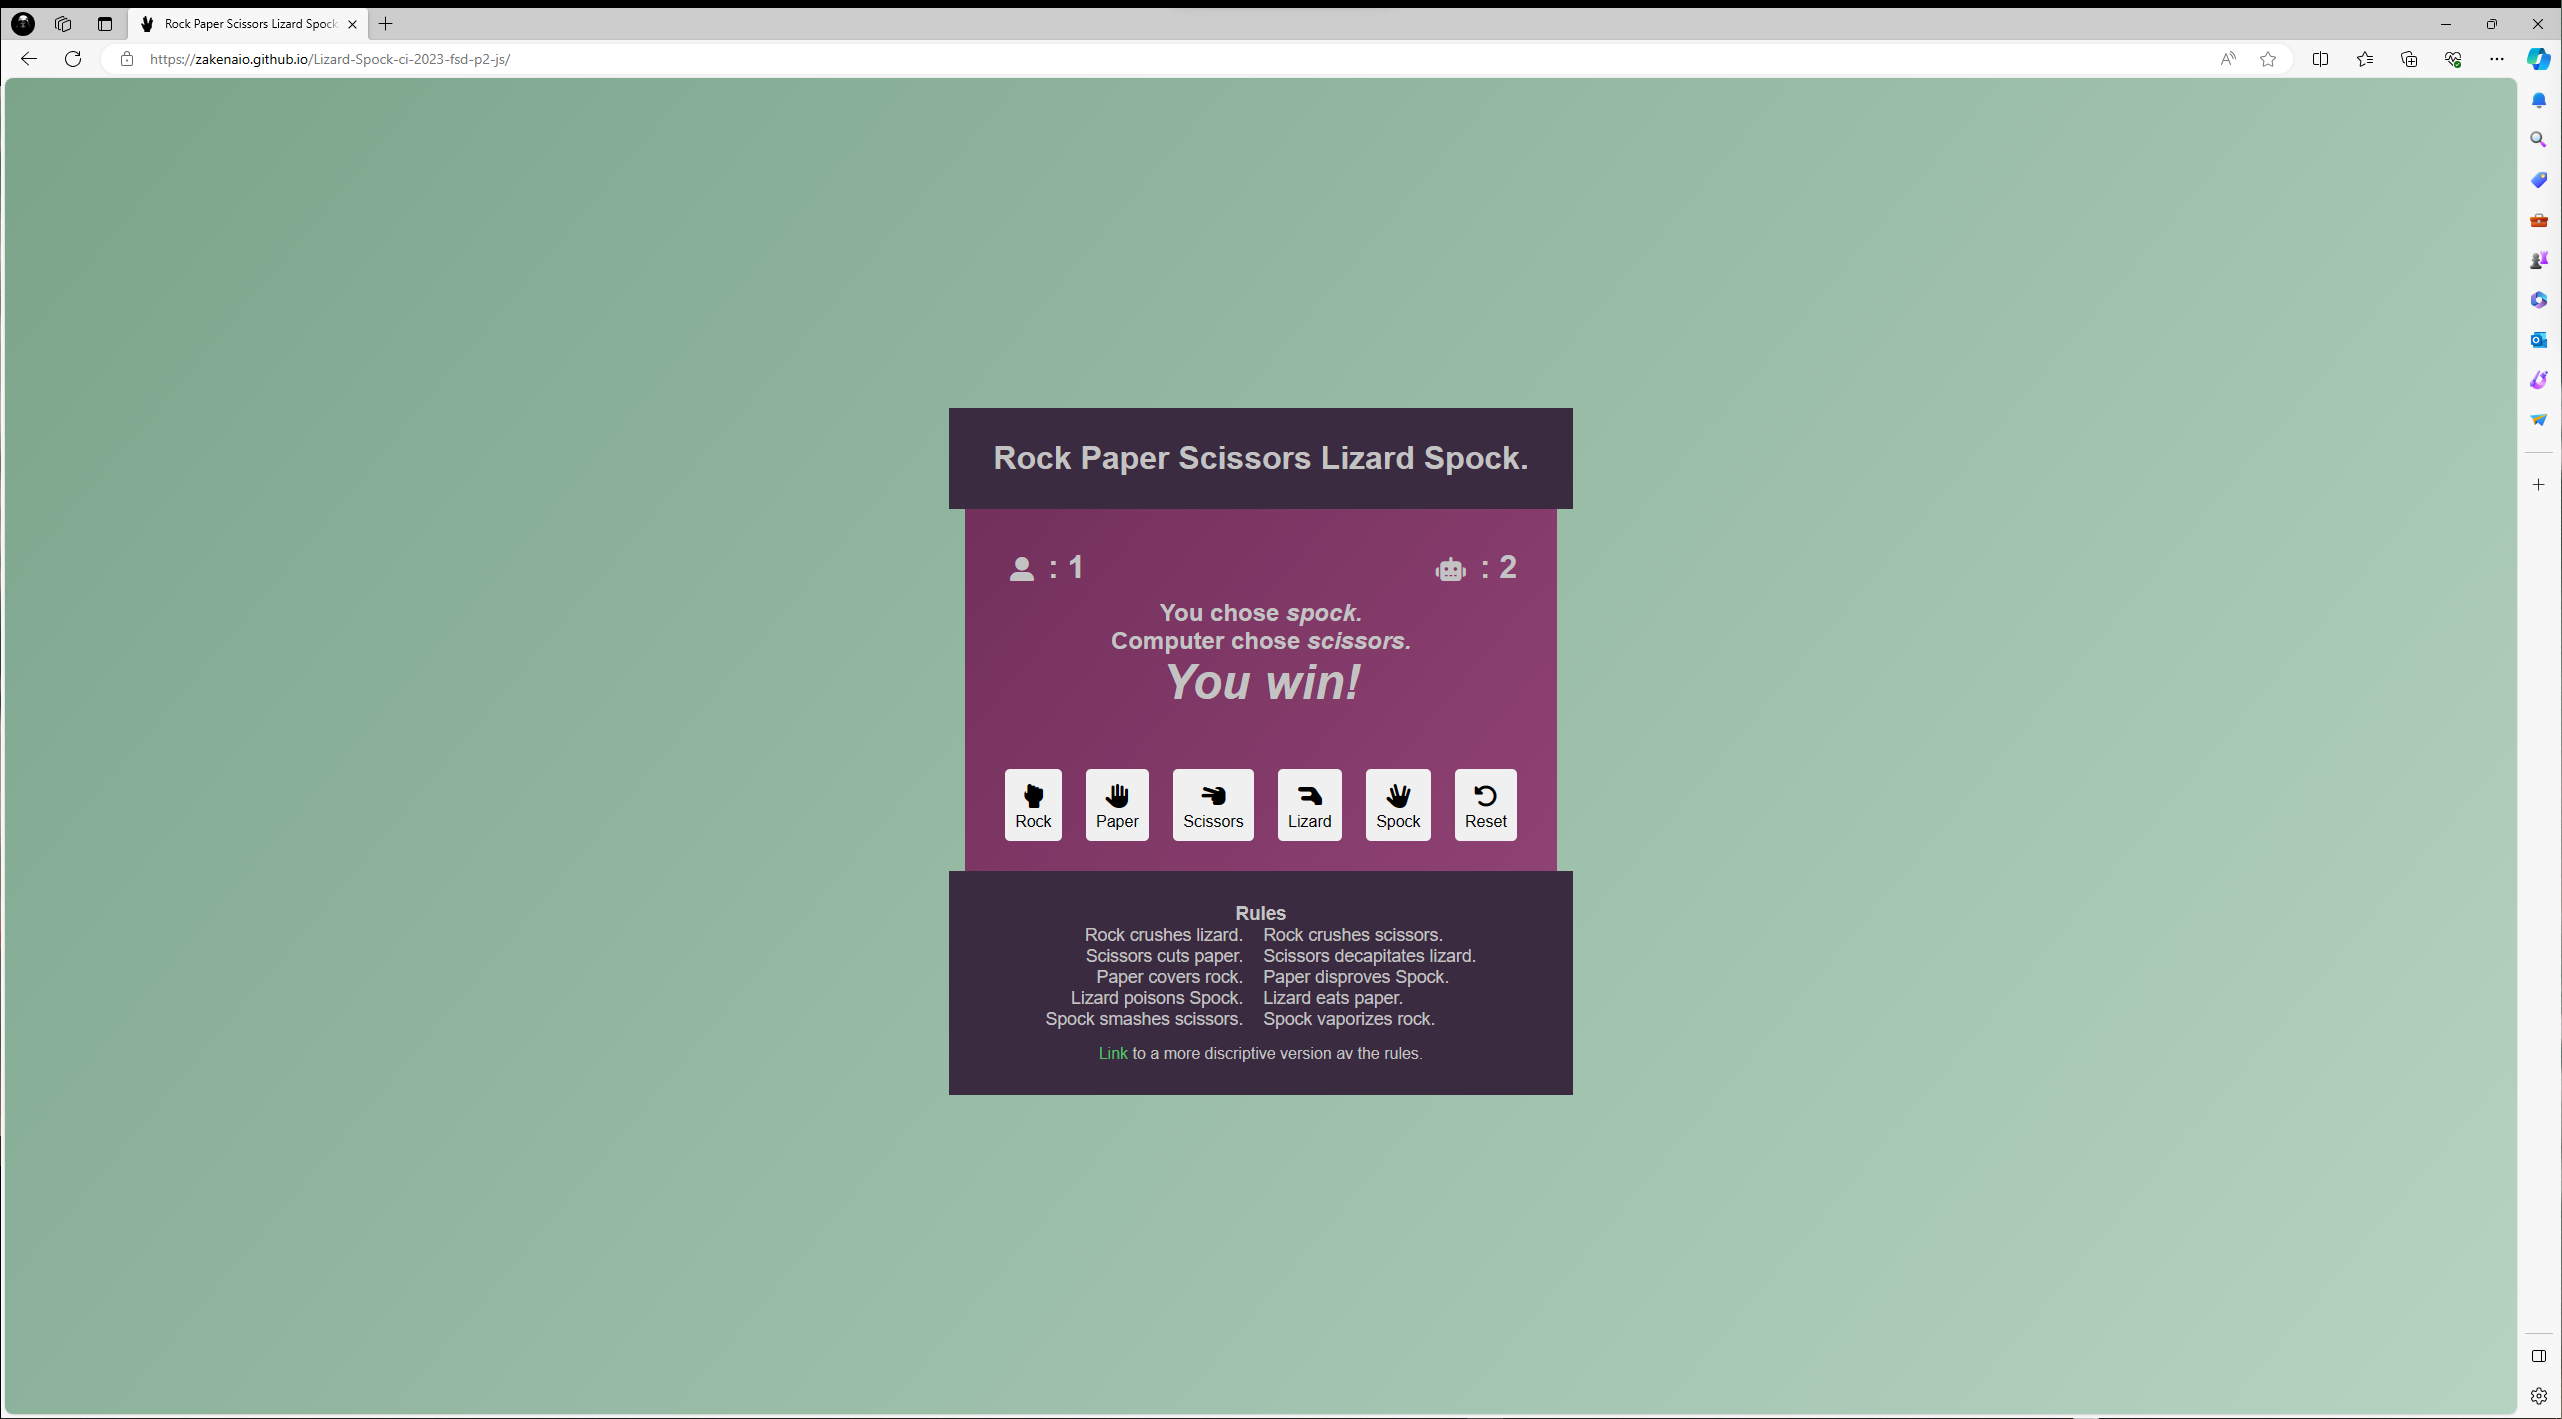 Rock Paper Scissors Lizard Spock
https://zakenaio.github.io/Lizard-Spock-ci-2023-fsd-p2-js/
Rock Paper Scissors Lizard Spock.
: 1
: 2
You chose spock.
Computer chose scissors.
You win!
Rock
Paper
Scissors
Lizard
Spock
Reset
Rules
Rock crushes lizard. Rock crushes scissors.
Scissors cuts paper. Scissors decapitates lizard.
Paper covers rock. Paper disproves Spock.
Lizard poisons Spock. Lizard eats paper.
Spock smashes scissors. Spock vaporizes rock.
Link to a more discriptive version av the rules.